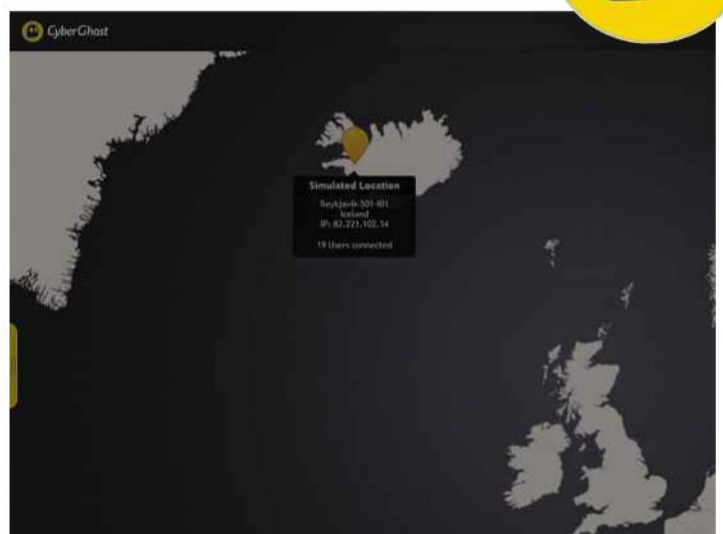 CyberGhost
Simulated Location
Reykjavik-S01-I01
Iceland
IP: 82.221.102.34
19 Users connected